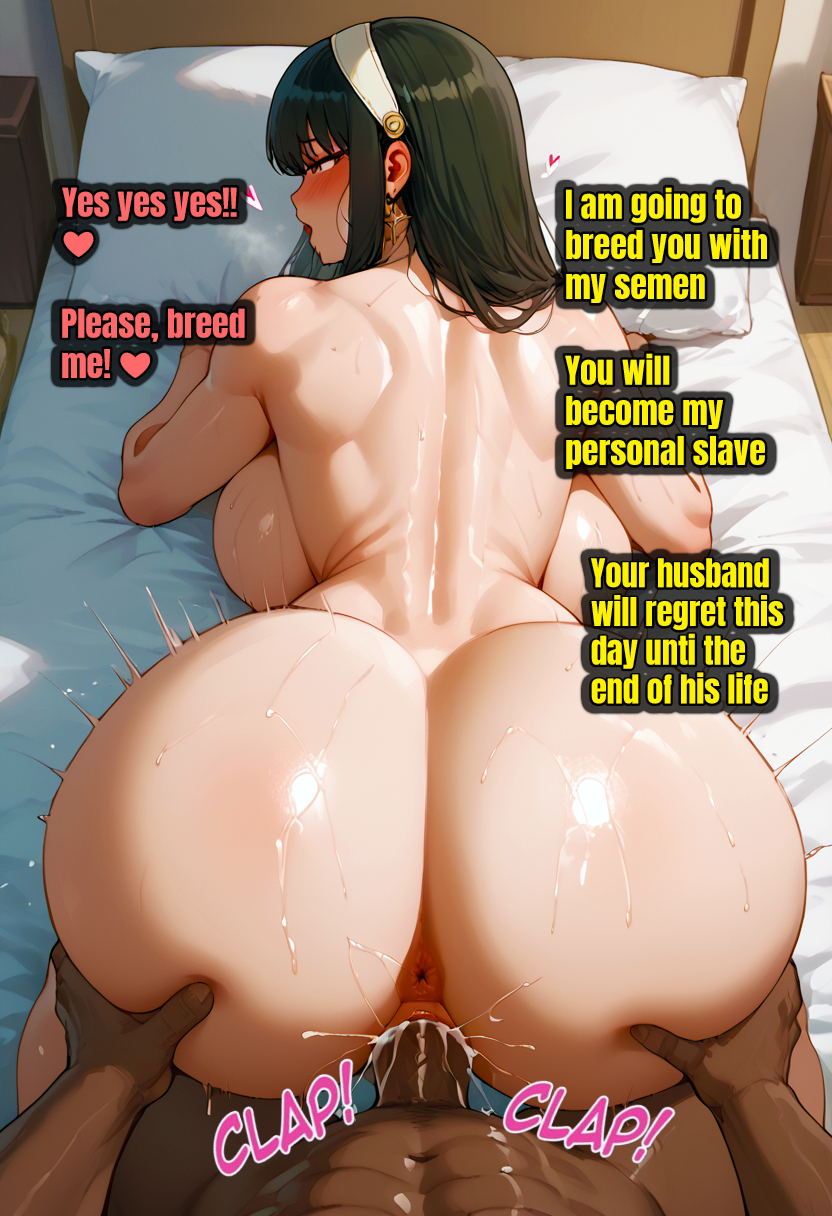 Yes yes yes!!
♥
Please, breed
me! ♥
I am going to
breed you with
my semen
You will
become my
personal slave
Your husband
will regret this
day unti the
end of his life
CLAP!
CLAP!